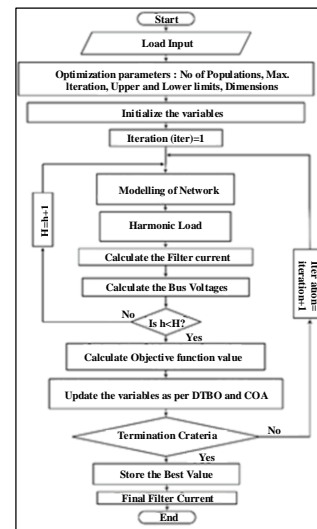 Start
Load Input
Optimization parameters : No of Populations, Max.
Iteration, Upper and Lower limits, Dimensions
Initialize the variables
Iteration (iter)=1
H=h+1
Modelling of Network
Harmonic Load
Calculate the Filter current
Calculate the Bus Voltages
Iter ation=
iteration+1
No
Is h<H?
Yes
Calculate Objective function value
Update the variables as per DTBO and COA
No
Termination Crateria
Yes
Store the Best Value
Final Filter Current
End